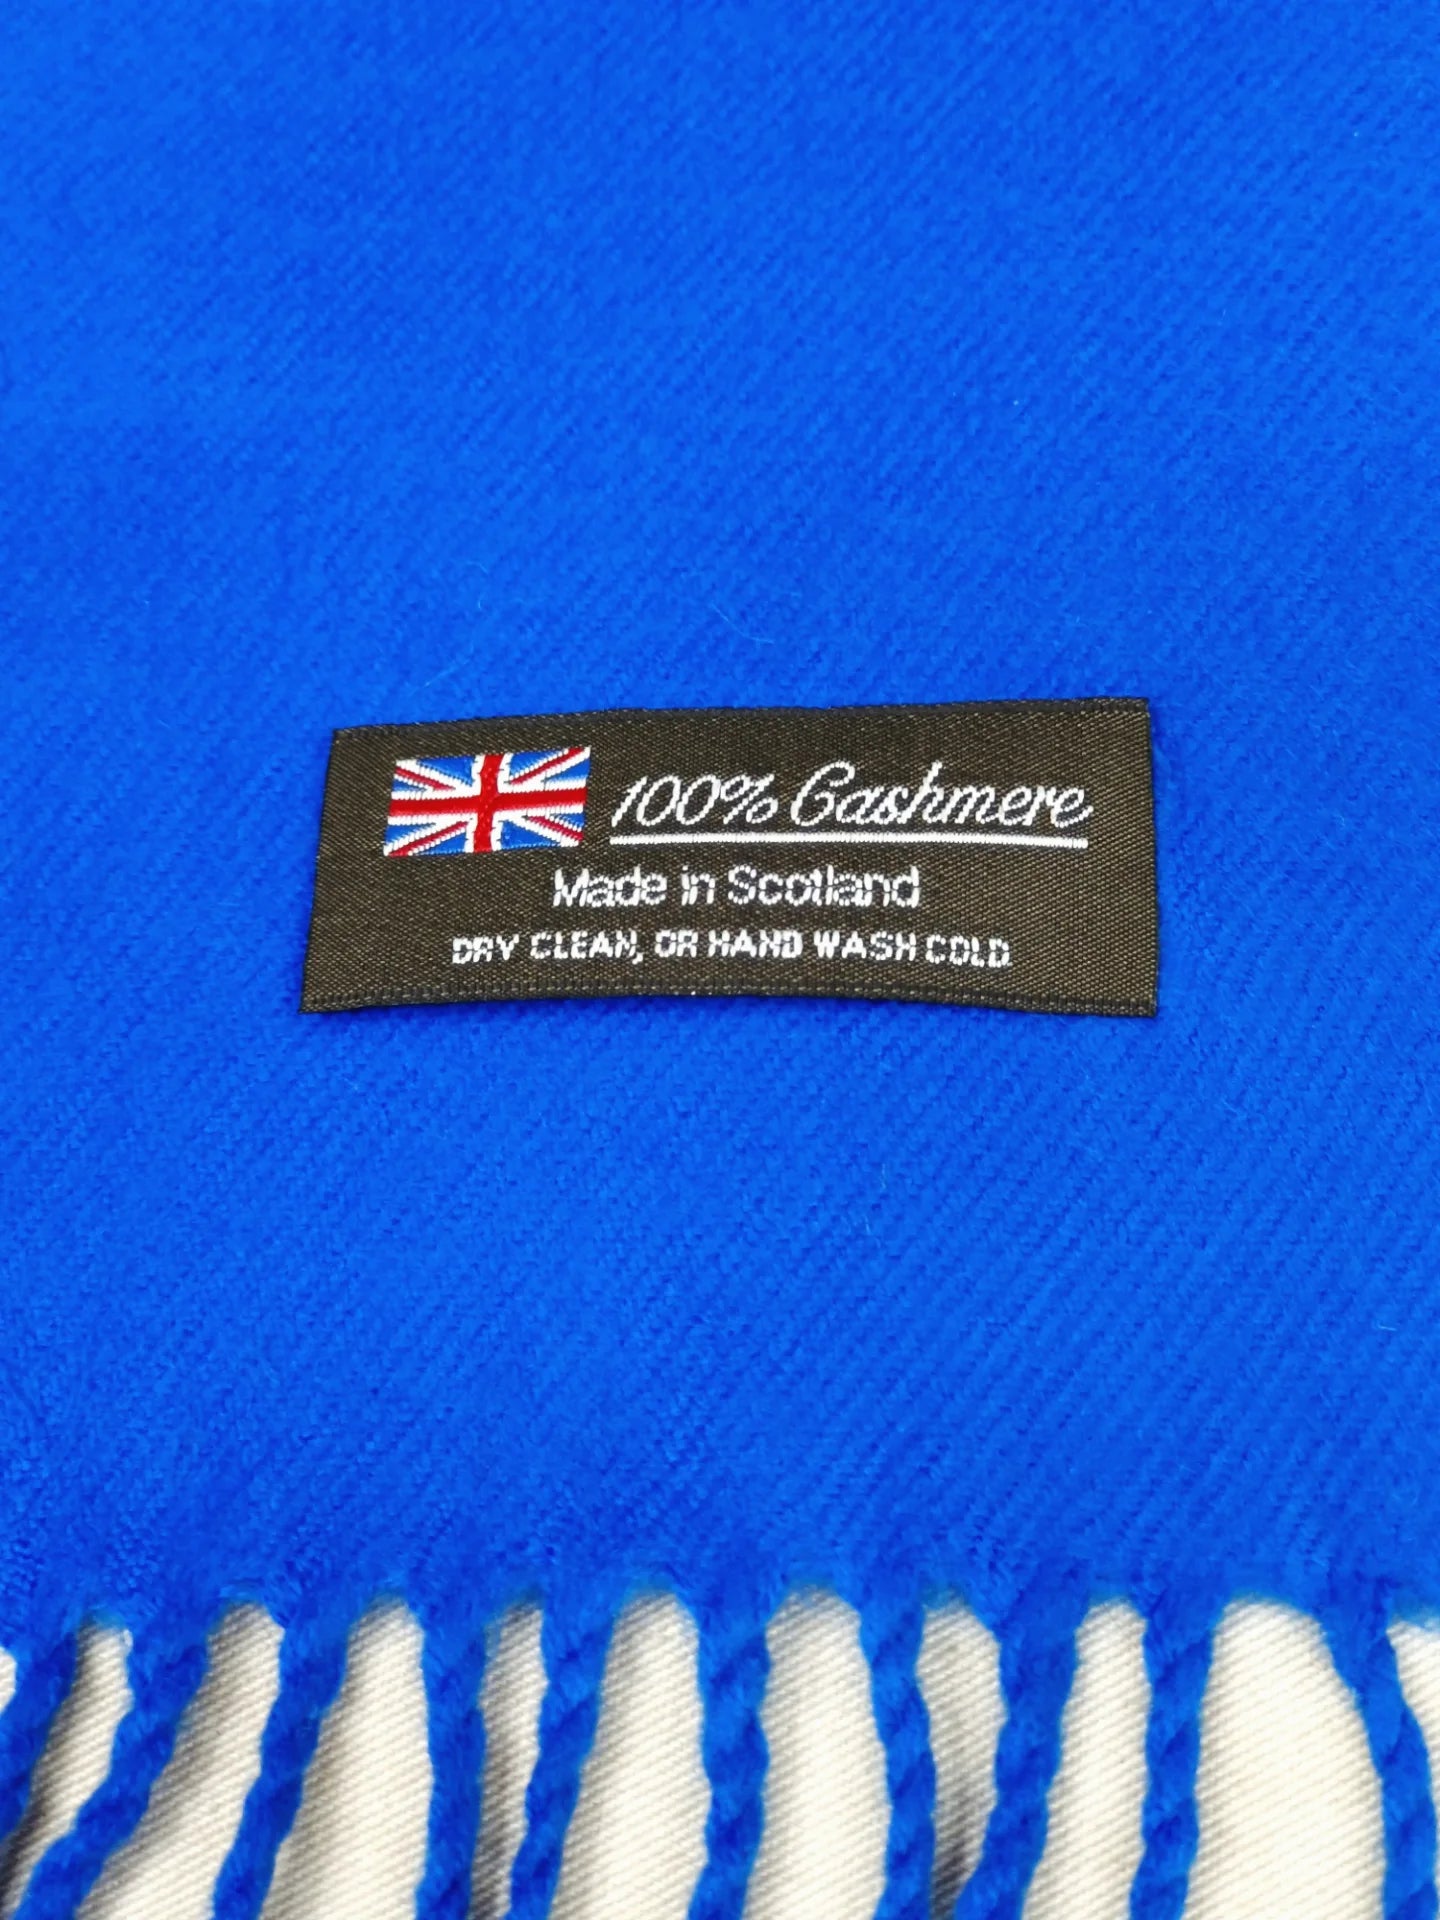 100% Cashmere
Made in Scotland
DRY CLEAN, OR HAND WASH COLD.